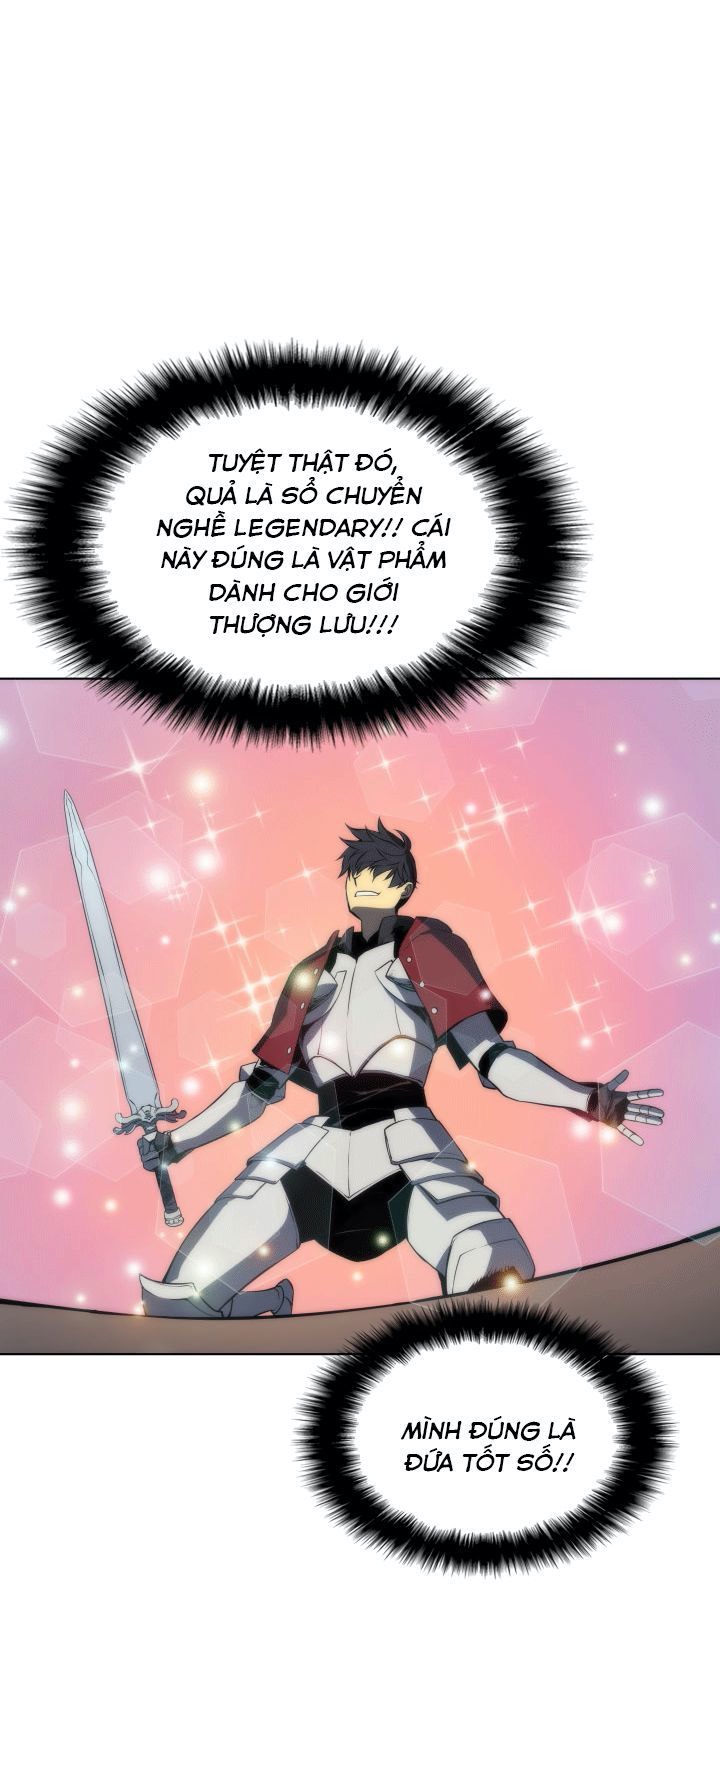 TUYỆT THẬT ĐÓ,
QUẢ LÀ SỔ CHUYỂN
NGHỀ LEGENDARY!! CÁI
NÀY ĐÚNG LÀ VẬT PHẨM
DÀNH CHO GIỚI
THƯỢNG LƯU!!!
MÌNH ĐÚNG LÀ
ĐỨA TỐT SỐ!!